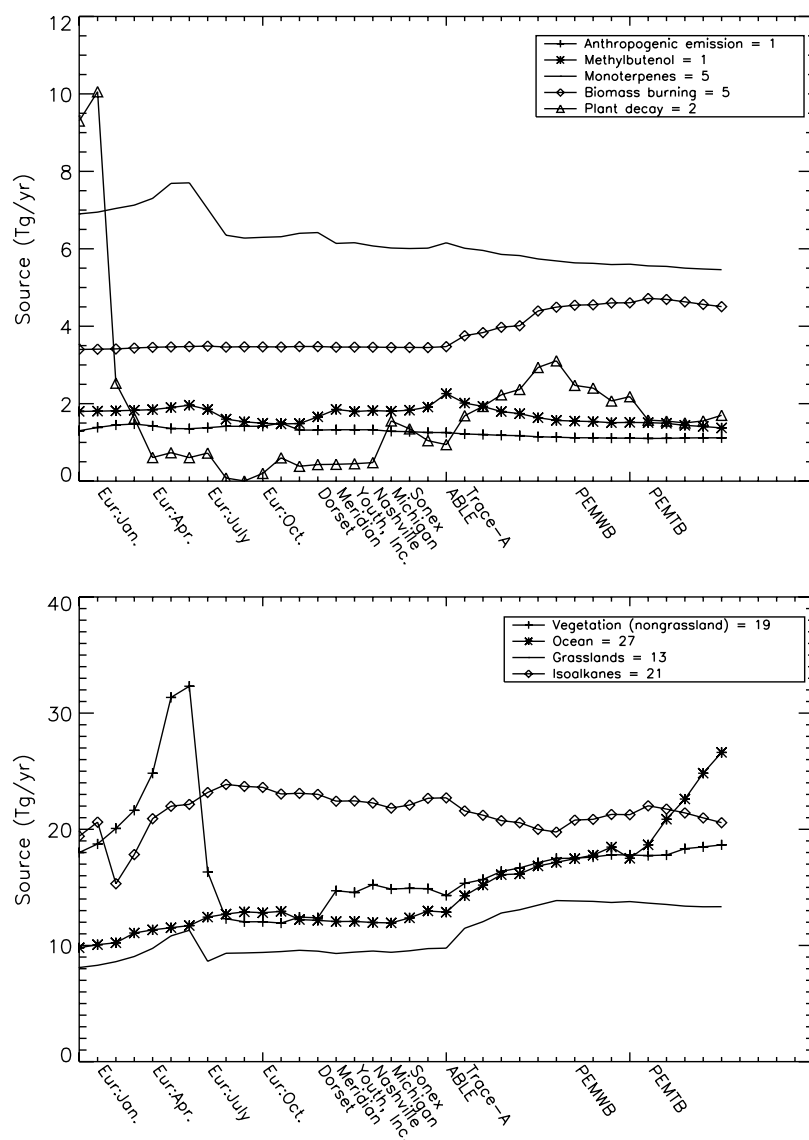 12
10
8
6
4
2
0
Source (Tg/yr)
Anthropogenic emission = 1
Methylbutenol = 1
Monoterpenes = 5
Biomass burning = 5
Plant decay = 2
Eur:Jan.
Eur:Apr.
Eur:July
Eur:Oct.
Dorset
Meridian
Youth, Inc.
Nashville
Michigan
Sonex
ABLE
Trace-A
PEMWB
PEMTB
40
30
20
10
0
Source (Tg/yr)
Vegetation (nongrassland) = 19
Ocean = 27
Grasslands = 13
Isoalkanes = 21
Eur:Jan.
Eur:Apr.
Eur:July
Eur:Oct.
Dorset
Meridian
Youth, Inc
Nashville
Michigan
Sonex
ABLE
Trace-A
PEMWB
PEMTB